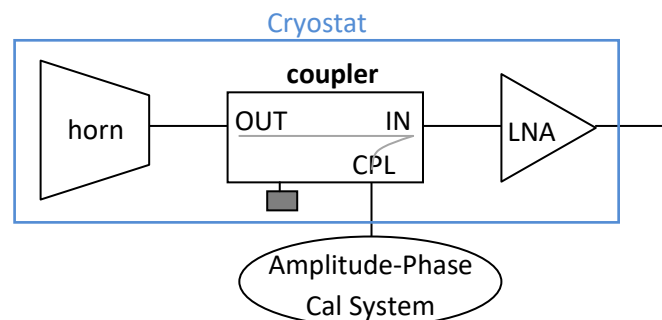 Cryostat
coupler
horn
OUT IN
LNA
CPL
Amplitude-Phase
Cal System